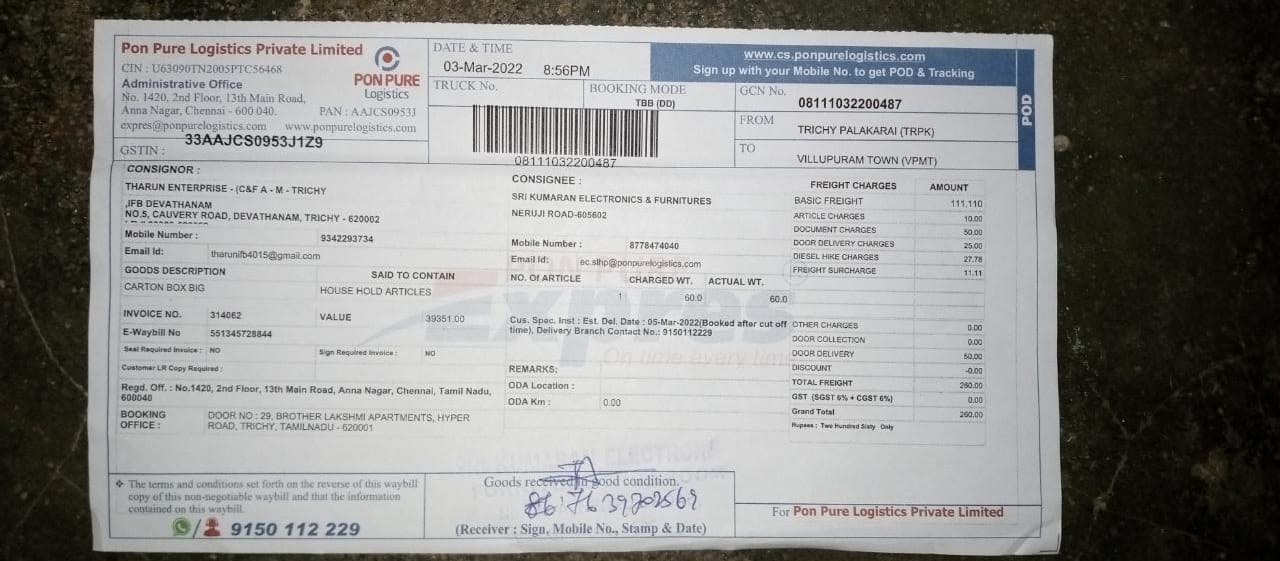 Pon Pure Logistics Private Limited
CIN : U63090TN2005PTC56468
Administrative Office
No. 1420, 2nd Floor, 13th Main Road,
Anna Nagar, Chennai - 600 040. PAN : AAJCS0953J
expres@ponpurelogistics.com www.ponpurelogistics.com
GSTIN : 33AAJCS0953J1Z9
PON PURE
Logistics
DATE & TIME
03-Mar-2022 8:56PM
TRUCK No.
BOOKING MODE
TBB (DD)
08111032200487
www.cs.ponpurelogistics.com
Sign up with your Mobile No. to get POD & Tracking
GCN No. 08111032200487
FROM
TRICHY PALAKARAI (TRPK)
TO
VILLUPURAM TOWN (VPMT)
POD
CONSIGNOR :
THARUN ENTERPRISE - (C&F A - M - TRICHY
,IFB DEVATHANAM
NO.5, CAUVERY ROAD, DEVATHANAM, TRICHY - 620002
Mobile Number : 9342293734
Email Id: tharunifb4015@gmail.com
GOODS DESCRIPTION SAID TO CONTAIN
CARTON BOX BIG HOUSE HOLD ARTICLES
INVOICE NO. 314062 VALUE 39351.00
E-Waybill No 551345728844
Seal Required Invoice : NO Sign Required Invoice : NO
Customer LR Copy Required :
Regd. Off. : No.1420, 2nd Floor, 13th Main Road, Anna Nagar, Chennai, Tamil Nadu,
600040
BOOKING DOOR NO : 29, BROTHER LAKSHMI APARTMENTS, HYPER
OFFICE : ROAD, TRICHY, TAMILNADU - 620001
CONSIGNEE :
SRI KUMARAN ELECTRONICS & FURNITURES
NERUJI ROAD-605602
Mobile Number : 8778474040
Email Id: ec.slhp@ponpurelogistics.com
NO. Of ARTICLE CHARGED WT. ACTUAL WT.
1 60.0 60.0
Cus. Spec. Inst : Est. Del. Date : 05-Mar-2022(Booked after cut off
time), Delivery Branch Contact No.: 9150112229
PON PURE
Expres
On time every time
REMARKS:
ODA Location :
ODA Km : 0.00
FREIGHT CHARGES AMOUNT
BASIC FREIGHT 111.110
ARTICLE CHARGES 10.00
DOCUMENT CHARGES 50.00
DOOR DELIVERY CHARGES 25.00
DIESEL HIKE CHARGES 27.78
FREIGHT SURCHARGE 11.11
OTHER CHARGES 0.00
DOOR COLLECTION 0.00
DOOR DELIVERY 50.00
DISCOUNT -0.00
TOTAL FREIGHT 260.00
GST (SGST 6% + CGST 6%) 0.00
Grand Total 260.00
Rupees : Two Hundred Sixty Only
❖ The terms and conditions set forth on the reverse of this waybill
copy of this non-negotiable waybill and that the information
contained on this waybill.
9150 112 229
Goods received in good condition.
7639702569
(Receiver : Sign, Mobile No., Stamp & Date)
For Pon Pure Logistics Private Limited